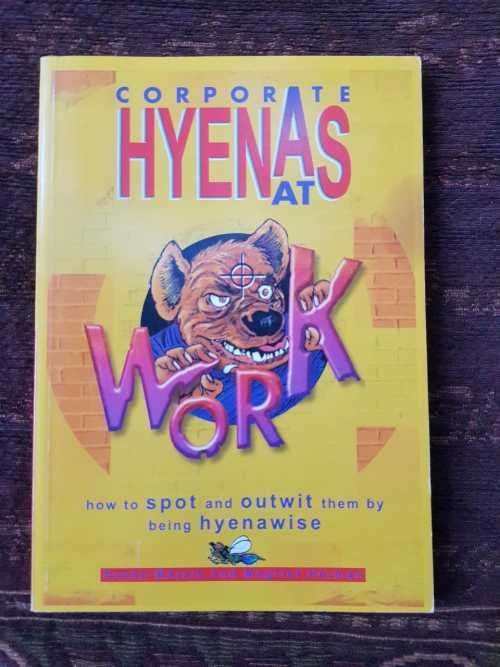 CORPORATE
HYENAS
AT
WORK
how to spot and outwit them by
being hyenawise